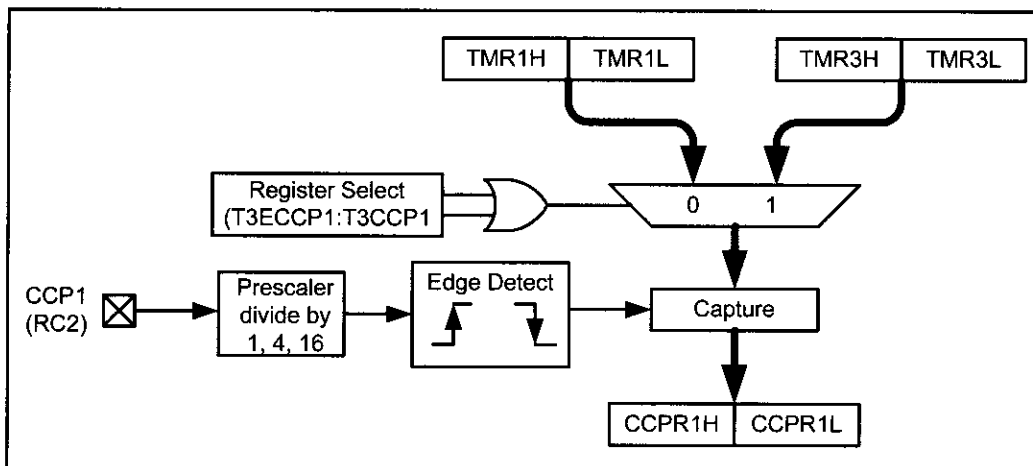 TMR1H TMR1L TMR3H TMR3L
Register Select
(T3ECCP1:T3CCP1
0 1
CCP1
(RC2)
Prescaler
divide by
1, 4, 16
Edge Detect
Capture
CCPR1H CCPR1L